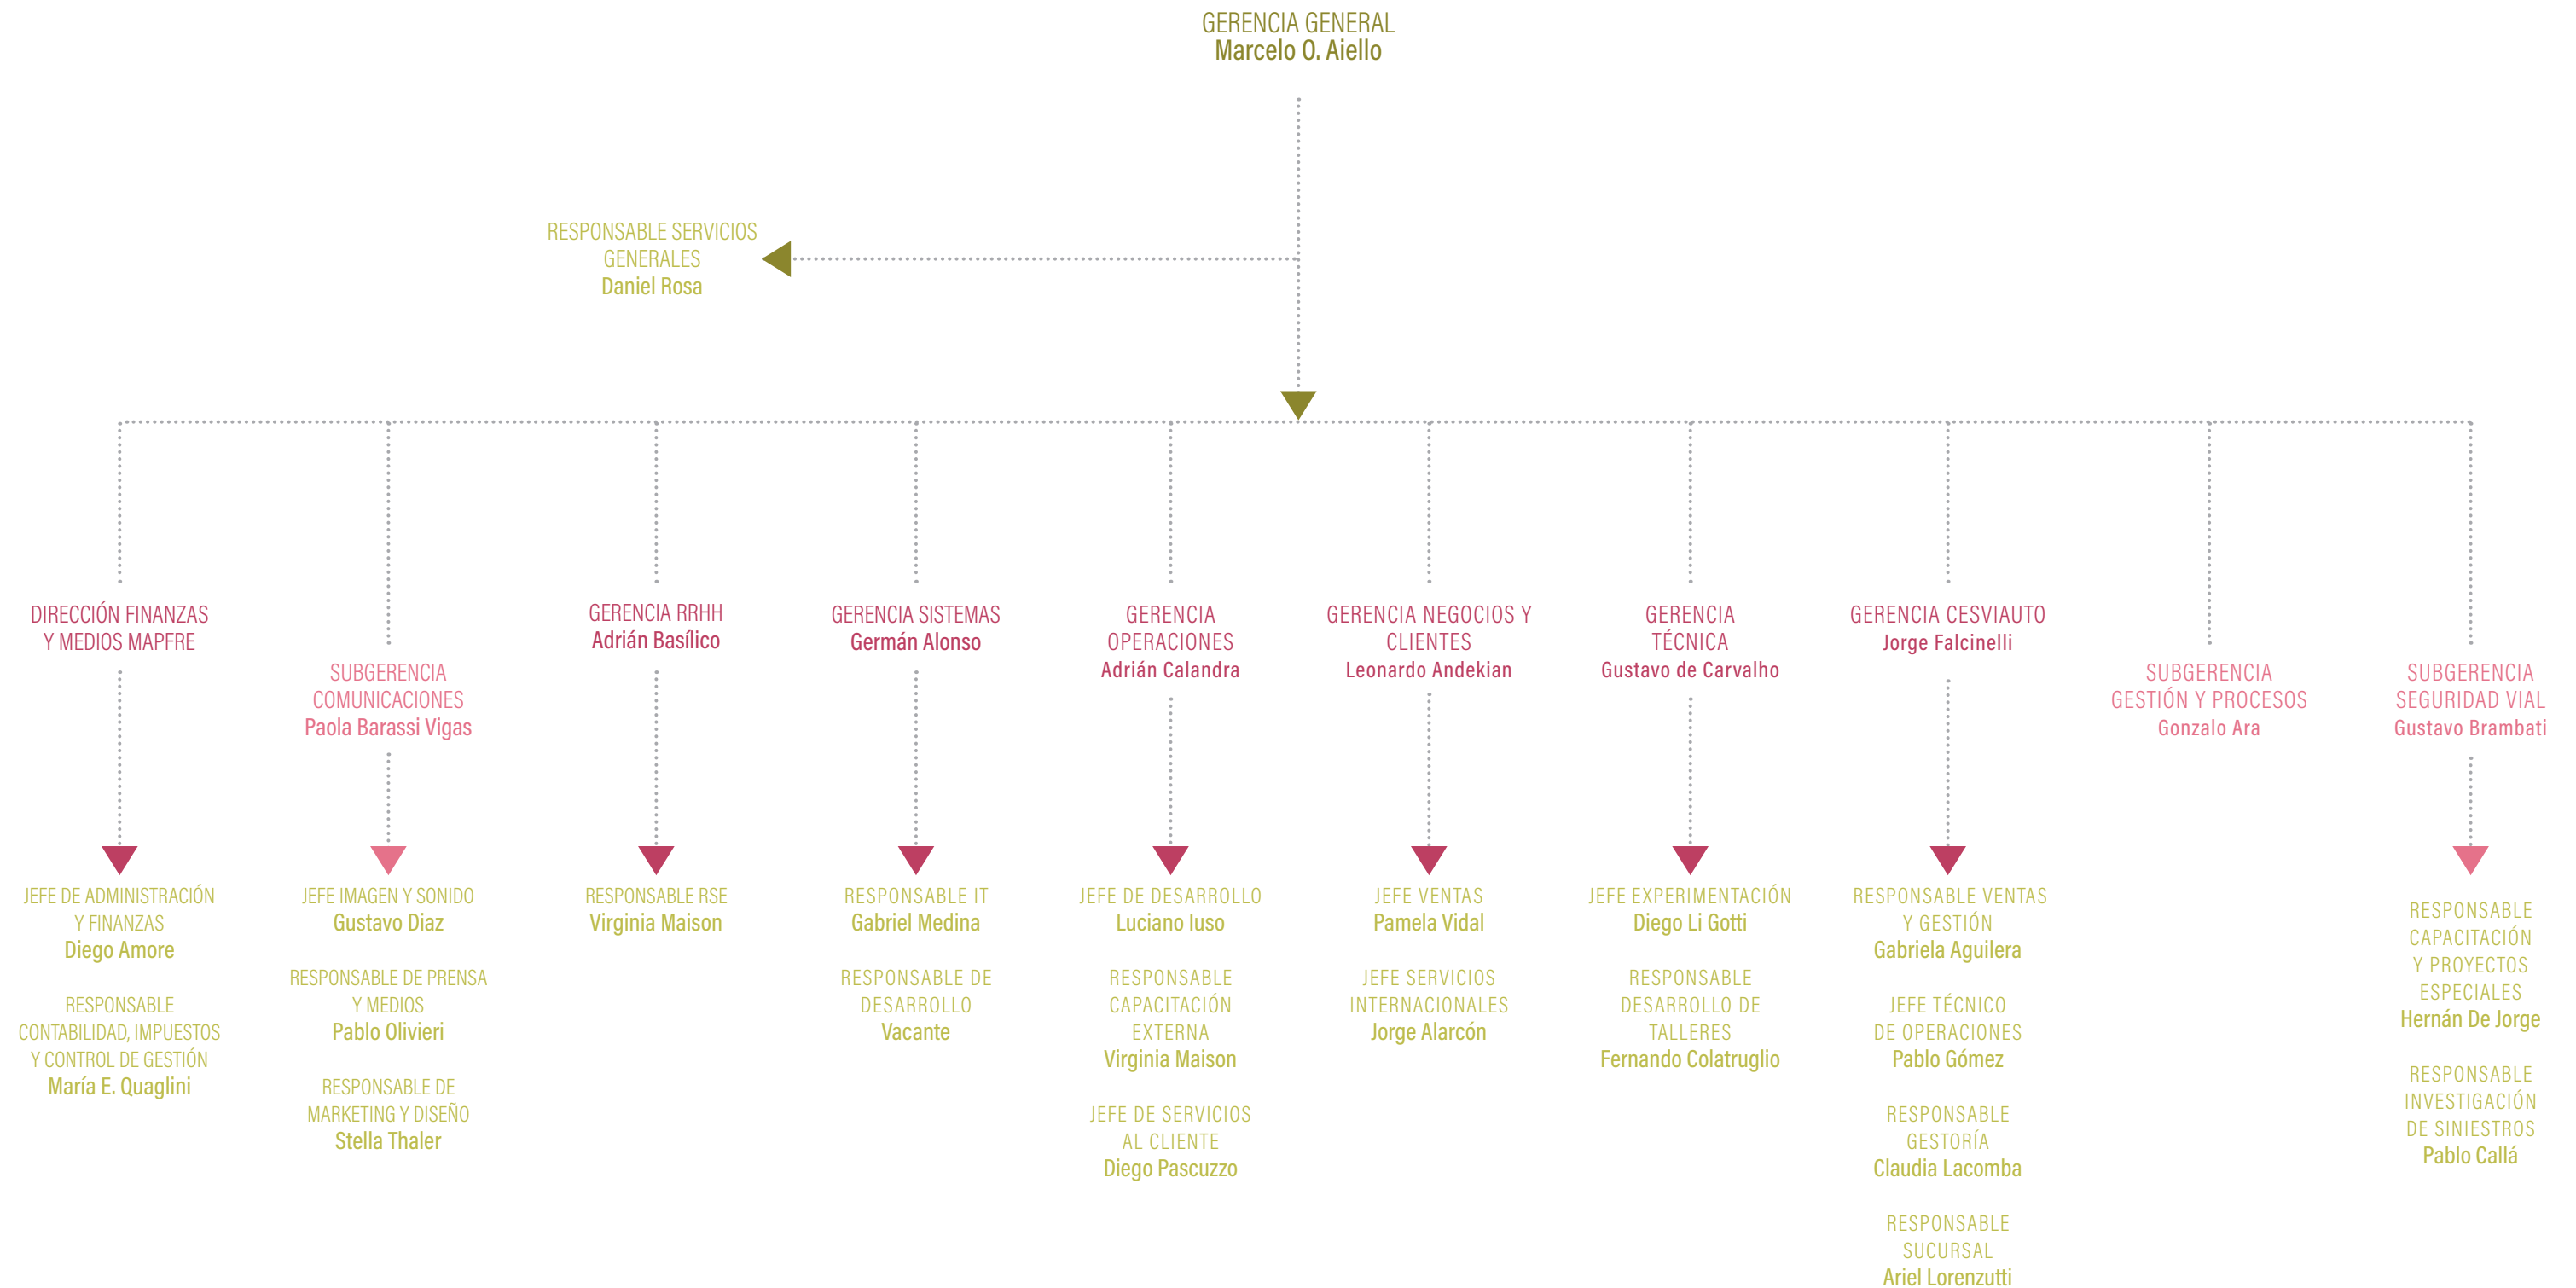 GERENCIA GENERAL
Marcelo O. Aiello
RESPONSABLE SERVICIOS
GENERALES
Daniel Rosa
DIRECCIÓN FINANZAS
Y MEDIOS MAPFRE
SUBGERENCIA
COMUNICACIONES
Paola Barassi Vigas
GERENCIA RRHH
Adrián Basílico
GERENCIA SISTEMAS
Germán Alonso
GERENCIA
OPERACIONES
Adrián Calandra
GERENCIA NEGOCIOS Y
CLIENTES
Leonardo Andekian
GERENCIA
TÉCNICA
Gustavo de Carvalho
GERENCIA CESVIAUTO
Jorge Falcinelli
SUBGERENCIA
GESTIÓN Y PROCESOS
Gonzalo Ara
SUBGERENCIA
SEGURIDAD VIAL
Gustavo Brambati
JEFE DE ADMINISTRACIÓN
Y FINANZAS
Diego Amore
RESPONSABLE
CONTABILIDAD, IMPUESTOS
Y CONTROL DE GESTIÓN
María E. Quaglini
JEFE IMAGEN Y SONIDO
Gustavo Diaz
RESPONSABLE DE PRENSA
Y MEDIOS
Pablo Olivieri
RESPONSABLE DE
MARKETING Y DISEÑO
Stella Thaler
RESPONSABLE RSE
Virginia Maison
RESPONSABLE IT
Gabriel Medina
RESPONSABLE DE
DESARROLLO
Vacante
JEFE DE DESARROLLO
Luciano Iuso
RESPONSABLE
CAPACITACIÓN
EXTERNA
Virginia Maison
JEFE DE SERVICIOS
AL CLIENTE
Diego Pascuzzo
JEFE VENTAS
Pamela Vidal
JEFE SERVICIOS
INTERNACIONALES
Jorge Alarcón
JEFE EXPERIMENTACIÓN
Diego Li Gotti
RESPONSABLE
DESARROLLO DE
TALLERES
Fernando Colatruglio
RESPONSABLE VENTAS
Y GESTIÓN
Gabriela Aguilera
JEFE TÉCNICO
DE OPERACIONES
Pablo Gómez
RESPONSABLE
GESTORÍA
Claudia Lacomba
RESPONSABLE
SUCURSAL
Ariel Lorenzutti
RESPONSABLE
CAPACITACIÓN
Y PROYECTOS
ESPECIALES
Hernán De Jorge
RESPONSABLE
INVESTIGACIÓN
DE SINIESTROS
Pablo Callá